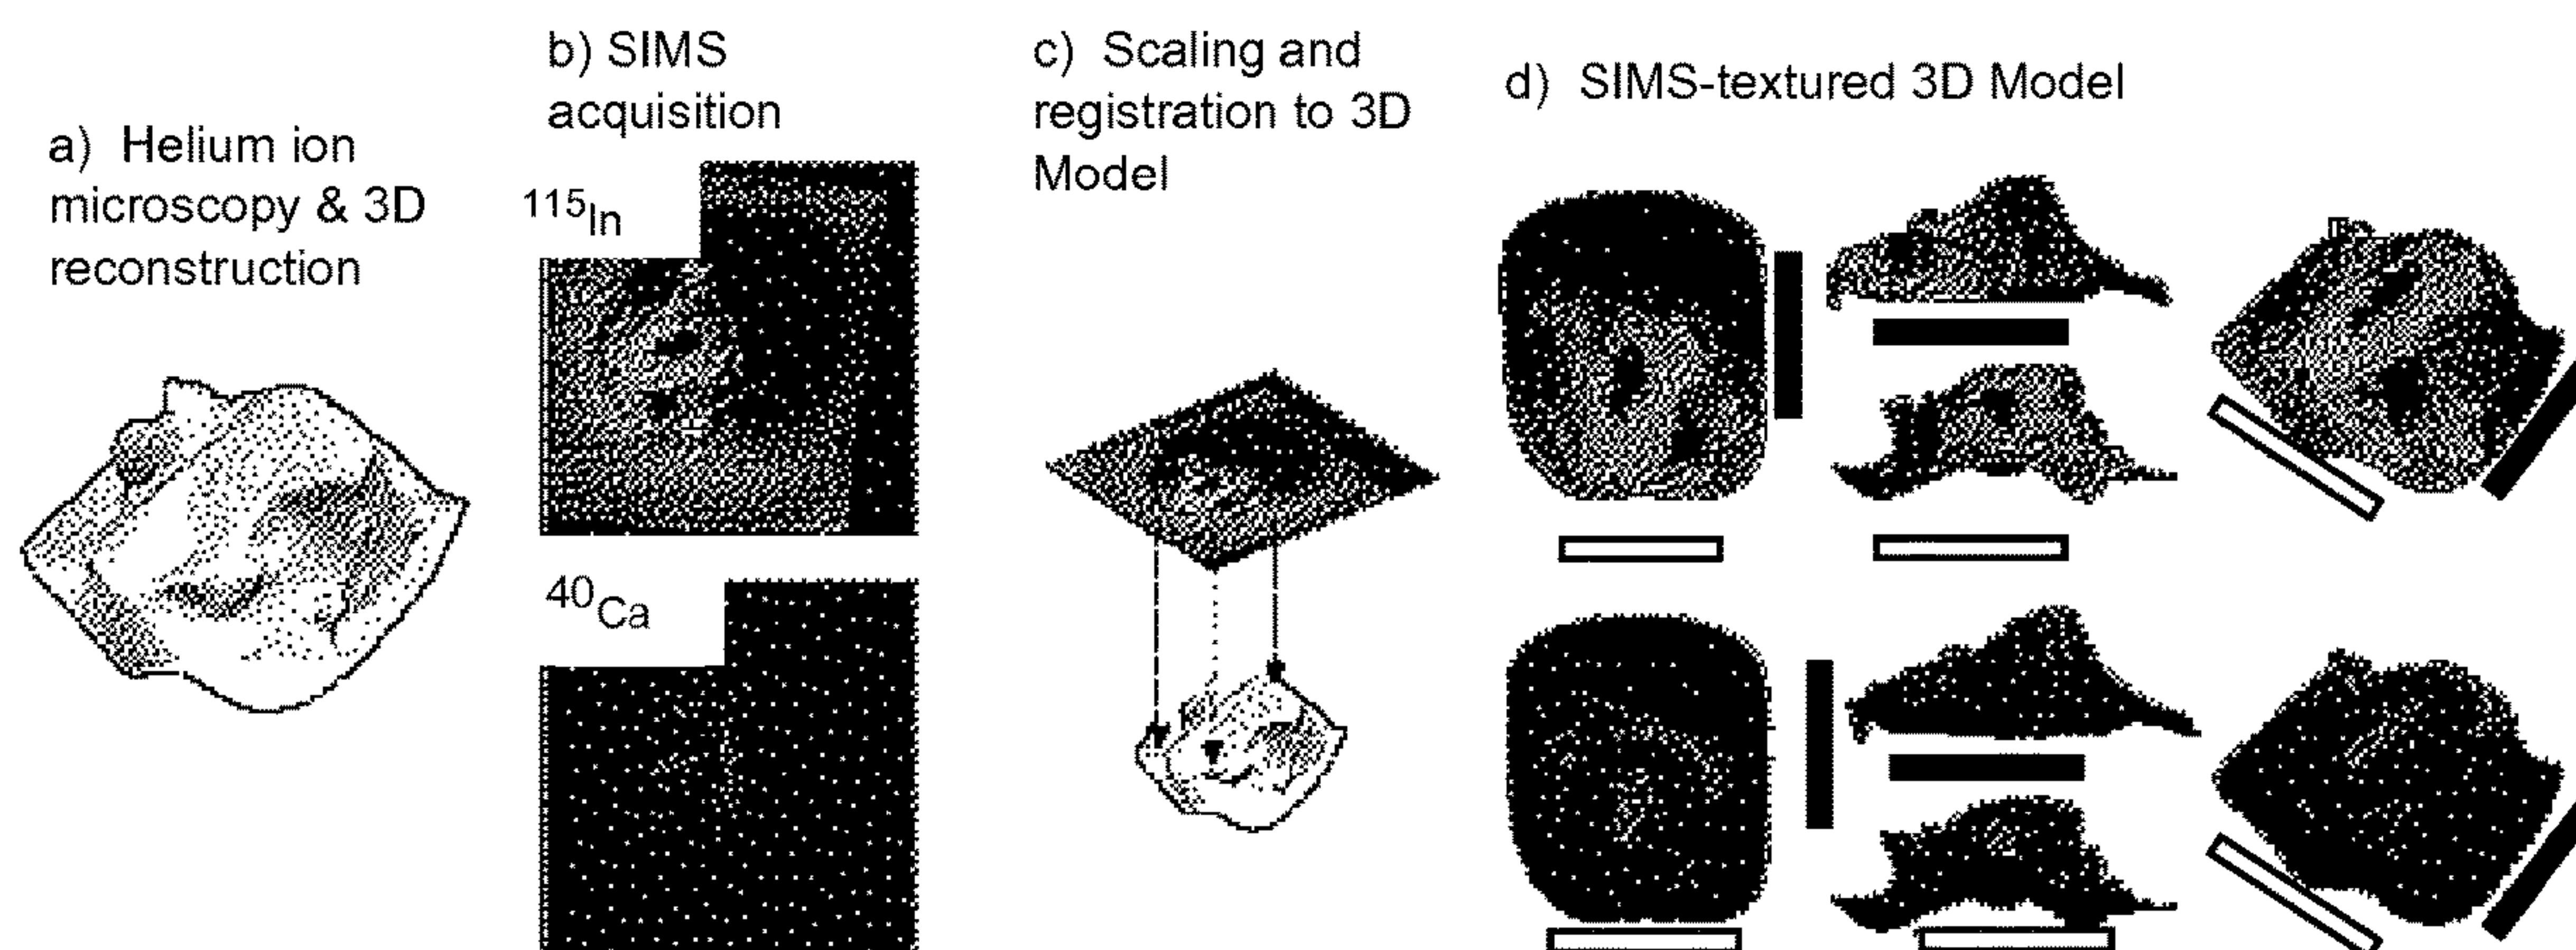 a) Helium ion
microscopy & 3D
reconstruction
b) SIMS
acquisition
¹¹⁵In
⁴⁰Ca
c) Scaling and
registration to 3D
Model
d) SIMS-textured 3D Model